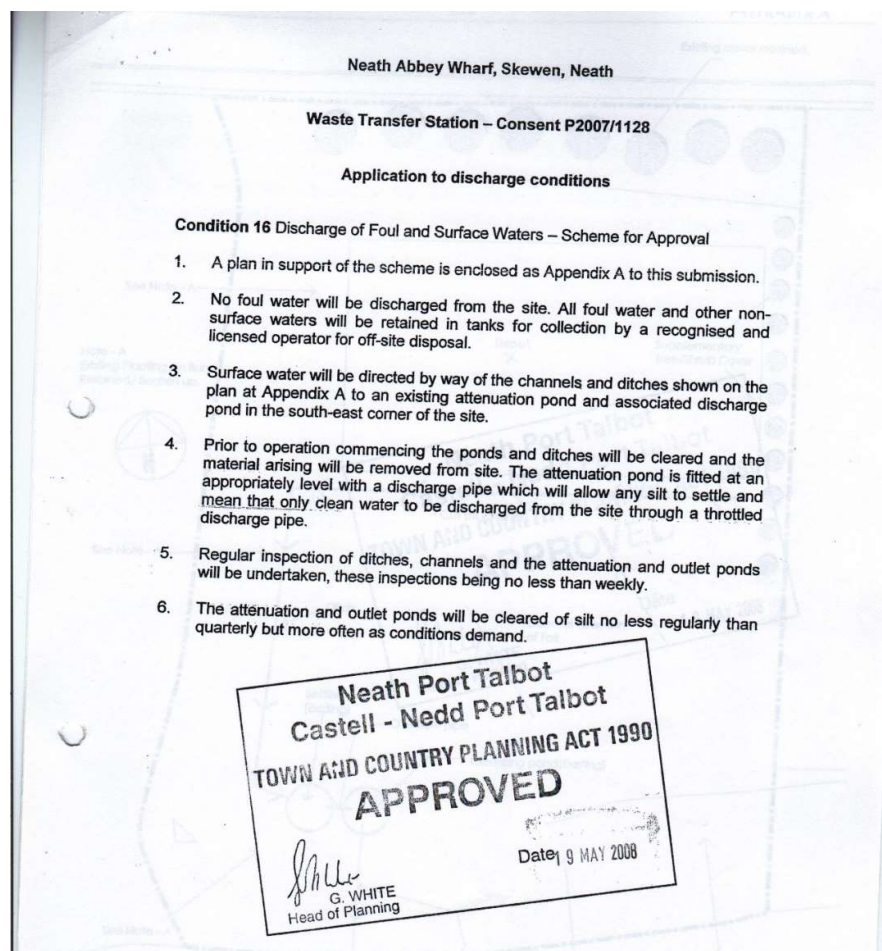 Neath Abbey Wharf, Skewen, Neath
Waste Transfer Station – Consent P2007/1128
Application to discharge conditions
Condition 16 Discharge of Foul and Surface Waters – Scheme for Approval
1. A plan in support of the scheme is enclosed as Appendix A to this submission.
2. No foul water will be discharged from the site. All foul water and other non-
surface waters will be retained in tanks for collection by a recognised and
licensed operator for off-site disposal.
3. Surface water will be directed by way of the channels and ditches shown on the
plan at Appendix A to an existing attenuation pond and associated discharge
pond in the south-east corner of the site.
4. Prior to operation commencing the ponds and ditches will be cleared and the
material arising will be removed from site. The attenuation pond is fitted at an
appropriately level with a discharge pipe which will allow any silt to settle and
mean that only clean water to be discharged from the site through a throttled
discharge pipe.
5. Regular inspection of ditches, channels and the attenuation and outlet ponds
will be undertaken, these inspections being no less than weekly.
6. The attenuation and outlet ponds will be cleared of silt no less regularly than
quarterly but more often as conditions demand.
Neath Port Talbot
Castell - Nedd Port Talbot
TOWN AND COUNTRY PLANNING ACT 1990
APPROVED
Date 19 MAY 2008
G. WHITE
Head of Planning